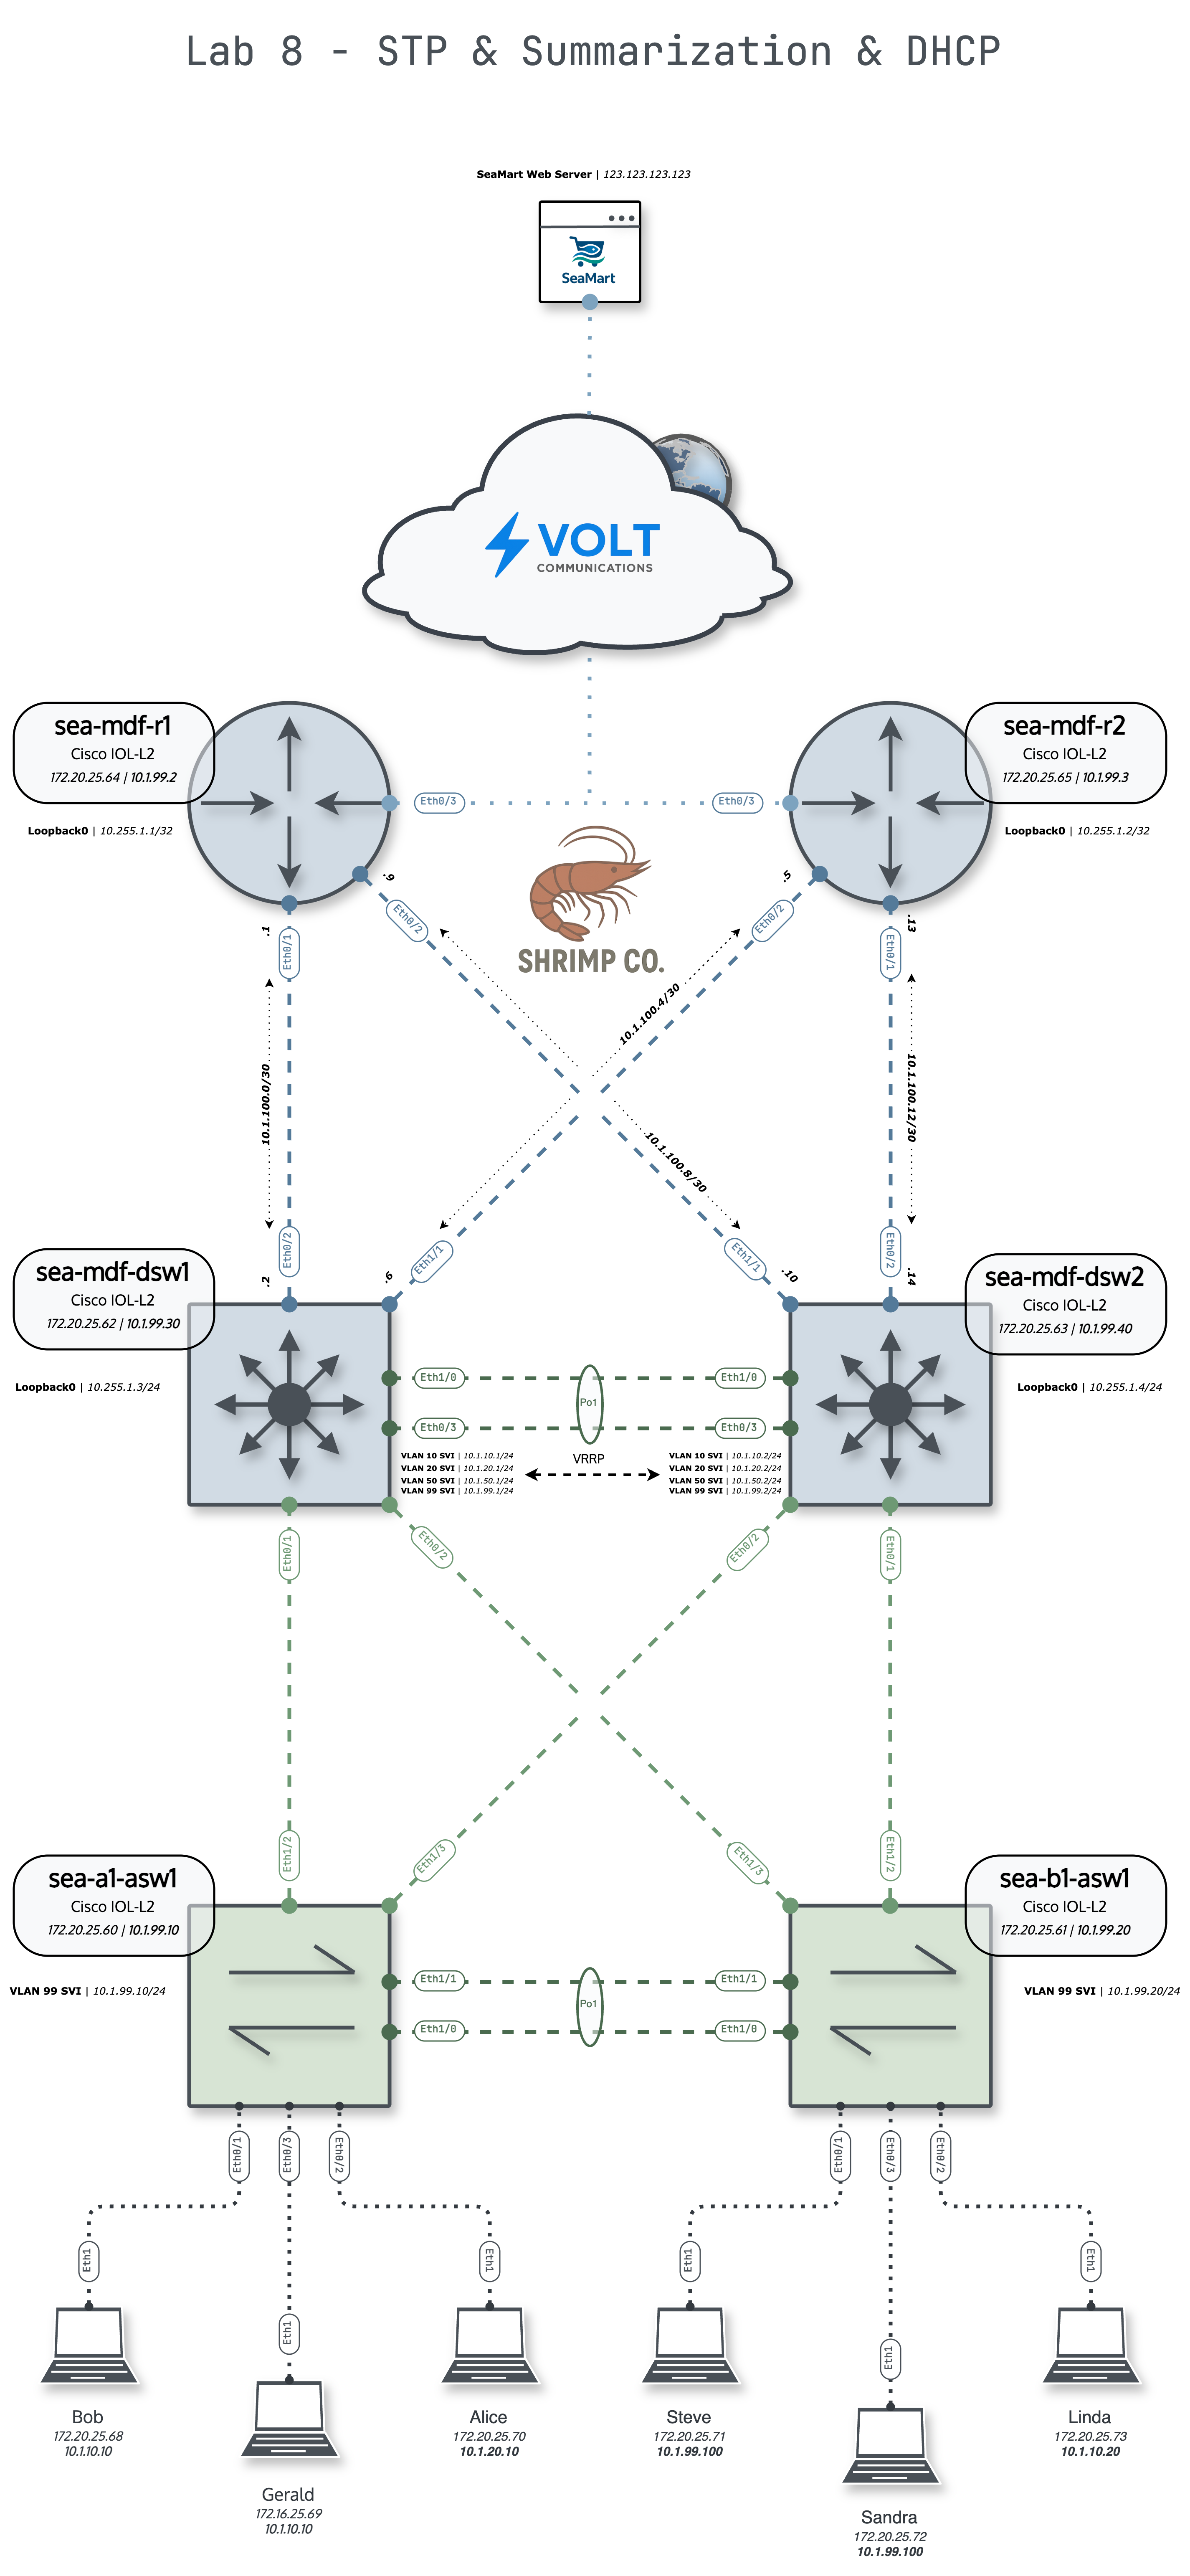 Lab 8 - STP & Summarization & DHCP
SeaMart Web Server | 123.123.123.123
SeaMart
VOLT
COMMUNICATIONS
sea-mdf-r1
Cisco IOL-L2
172.20.25.64 | 10.1.99.2
Loopback0 | 10.255.1.1/32
sea-mdf-r2
Cisco IOL-L2
172.20.25.65 | 10.1.99.3
Loopback0 | 10.255.1.2/32
Eth0/3
Eth0/3
SHRIMP CO.
.9
.5
Eth0/2
Eth0/2
.1
Eth0/1
.13
Eth0/1
10.1.100.0/30
10.1.100.4/30
10.1.100.8/30
10.1.100.12/30
Eth0/2
.2
Eth1/1
.6
Eth1/1
.10
Eth0/2
.14
sea-mdf-dsw1
Cisco IOL-L2
172.20.25.62 | 10.1.99.30
Loopback0 | 10.255.1.3/24
sea-mdf-dsw2
Cisco IOL-L2
172.20.25.63 | 10.1.99.40
Loopback0 | 10.255.1.4/24
Eth1/0
Eth1/0
Po1
Eth0/3
Eth0/3
VLAN 10 SVI | 10.1.10.1/24
VLAN 20 SVI | 10.1.20.1/24
VLAN 50 SVI | 10.1.50.1/24
VLAN 99 SVI | 10.1.99.1/24
VRRP
VLAN 10 SVI | 10.1.10.2/24
VLAN 20 SVI | 10.1.20.2/24
VLAN 50 SVI | 10.1.50.2/24
VLAN 99 SVI | 10.1.99.2/24
Eth0/1
Eth0/2
Eth0/2
Eth0/1
Eth1/2
Eth1/3
Eth1/3
Eth1/2
sea-a1-asw1
Cisco IOL-L2
172.20.25.60 | 10.1.99.10
VLAN 99 SVI | 10.1.99.10/24
sea-b1-asw1
Cisco IOL-L2
172.20.25.61 | 10.1.99.20
VLAN 99 SVI | 10.1.99.20/24
Eth1/1
Eth1/1
Po1
Eth1/0
Eth1/0
Eth0/1
Eth0/3
Eth0/2
Eth0/1
Eth0/3
Eth0/2
Eth1
Eth1
Eth1
Eth1
Eth1
Eth1
Bob
172.20.25.68
10.1.10.10
Gerald
172.16.25.69
10.1.10.10
Alice
172.20.25.70
10.1.20.10
Steve
172.20.25.71
10.1.99.100
Sandra
172.20.25.72
10.1.99.100
Linda
172.20.25.73
10.1.10.20